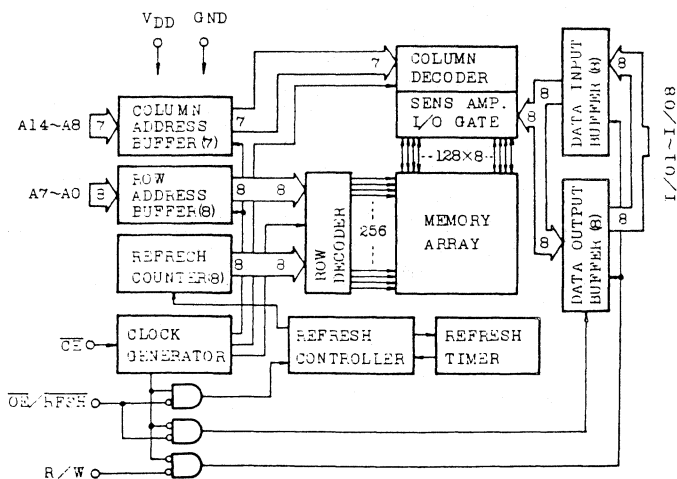 VDD GND
A14~A8
7
COLUMN
ADDRESS
BUFFER(7)
7
7
COLUMN
DECODER
SENS AMP.
I/O GATE
8
8
8
DATA INPUT
BUFFER(8)
8
I/O1~I/O8
A7~A0
8
ROW
ADDRESS
BUFFER(8)
8
8
ROW
DECODER
256
128×8
MEMORY
ARRAY
8
DATA OUTPUT
BUFFER(8)
REFRECH
COUNTER(8)
8
8
CE
CLOCK
GENERATOR
REFRESH
CONTROLLER
REFRESH
TIMER
OE/RFSH
R/W